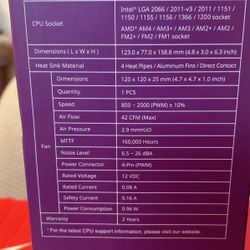 Intel® LGA 2066 / 2011-v3 / 2011 / 1151 /
1150 / 1155 / 1156 / 1366 / 1200 socket
CPU Socket
AMD® AM4 / AM3+ / AM3 / AM2+ / AM2 /
FM2+ / FM2 / FM1 socket
Dimensions ( L x W x H ) 123.0 x 77.0 x 158.8 mm (4.8 x 3.0 x 6.3 inch)
Heat Sink Material 4 Heat Pipes / Aluminum Fins / Direct Contact
Dimensions 120 x 120 x 25 mm (4.7 x 4.7 x 1.0 inch)
Quantity 1 PCS
Speed 800 ~ 2000 (PWM) ± 10%
Air Flow 42 CFM (Max)
Air Pressure 2.9 mmH₂O
MTTF 160,000 Hours
Fan
Noise Level 6.5 ~ 26 dBA
Power Connector 4-Pin (PWM)
Rated Voltage 12 VDC
Rated Current 0.08 A
Safety Current 0.16 A
Power Consumption 0.96 W
Warranty 2 Years
* For the latest CPU support information, please visit our official